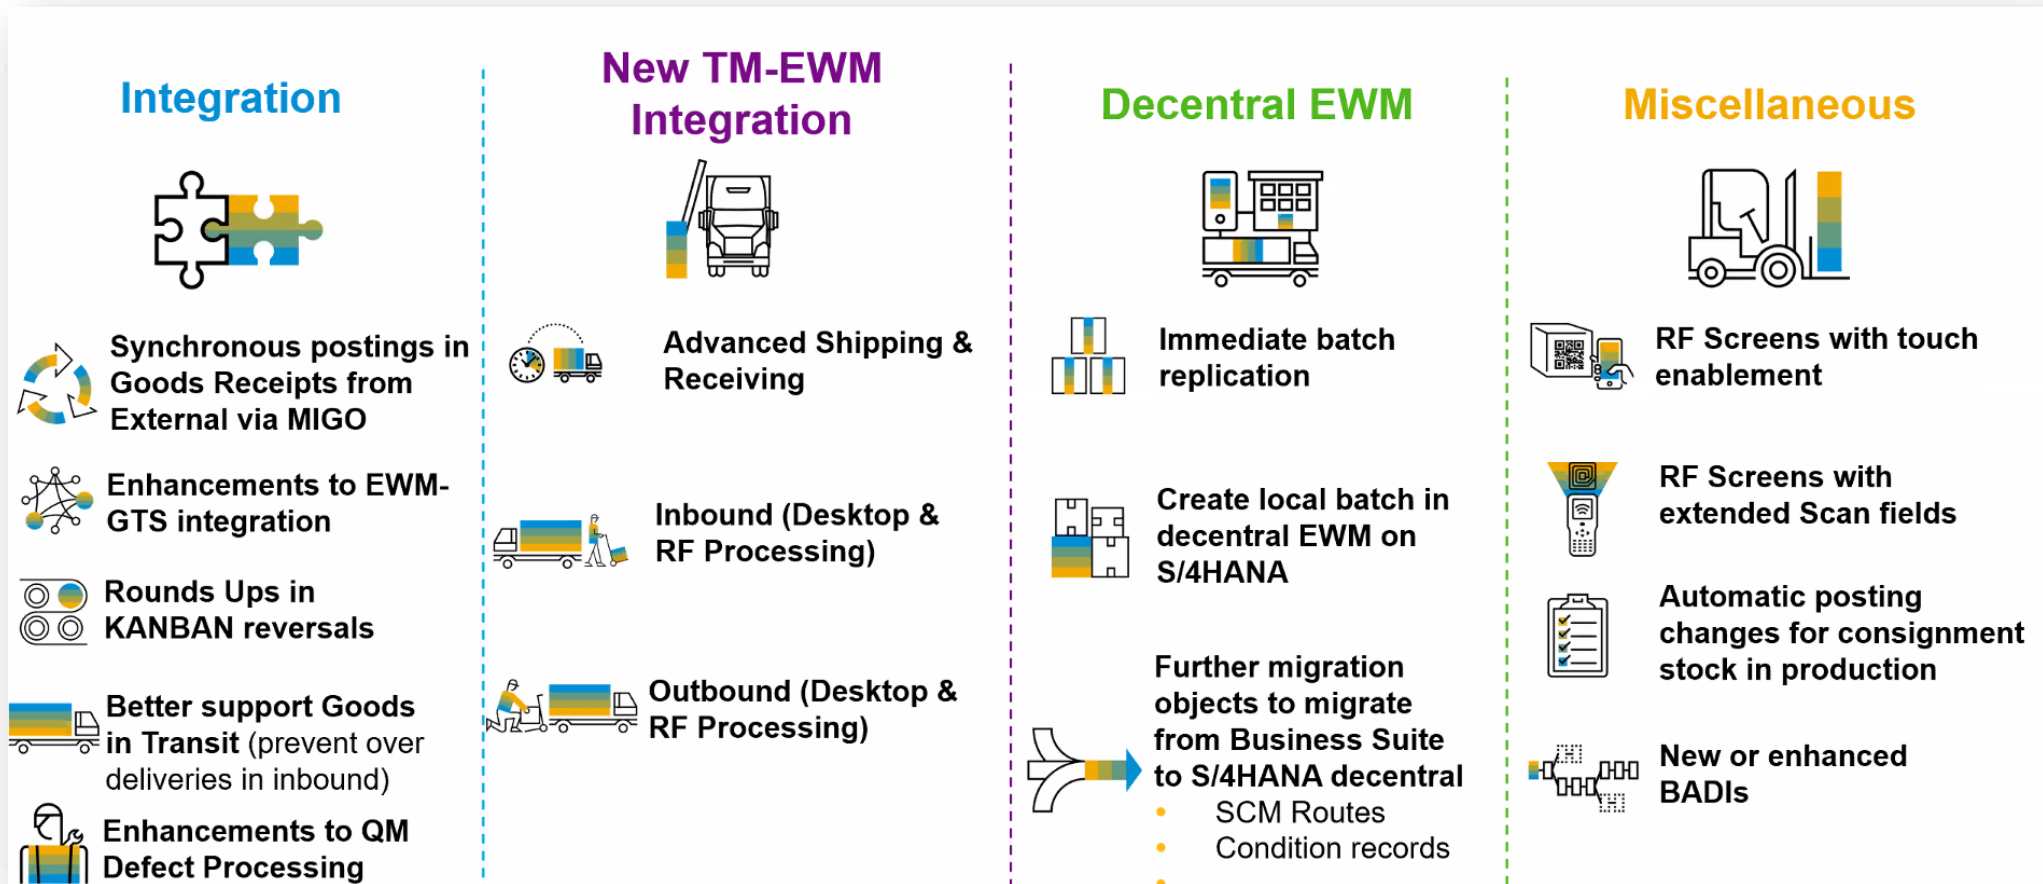 Integration
Synchronous postings in
Goods Receipts from
External via MIGO
Enhancements to EWM-
GTS integration
Rounds Ups in
KANBAN reversals
Better support Goods
in Transit (prevent over
deliveries in inbound)
Enhancements to QM
Defect Processing
New TM-EWM
Integration
Advanced Shipping &
Receiving
Inbound (Desktop &
RF Processing)
Outbound (Desktop &
RF Processing)
Decentral EWM
Immediate batch
replication
Create local batch in
decentral EWM on
S/4HANA
Further migration
objects to migrate
from Business Suite
to S/4HANA decentral
• SCM Routes
• Condition records
Miscellaneous
RF Screens with touch
enablement
RF Screens with
extended Scan fields
Automatic posting
changes for consignment
stock in production
New or enhanced
BADIs